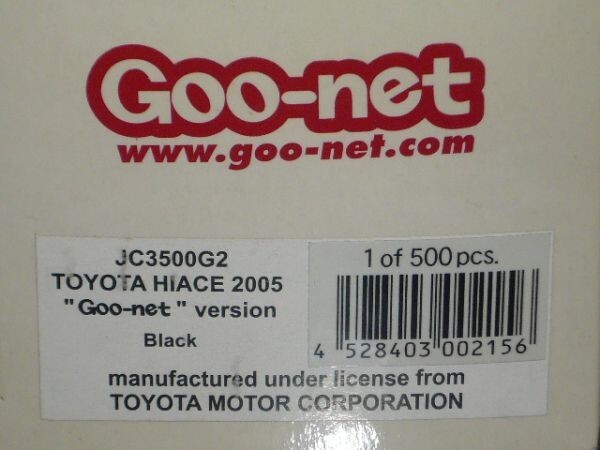 Goo-net
www.goo-net.com
JC3500G2
TOYOTA HIACE 2005
"Goo-net" version
Black
1 of 500 pcs.
4 528403 002156
manufactured under license from
TOYOTA MOTOR CORPORATION